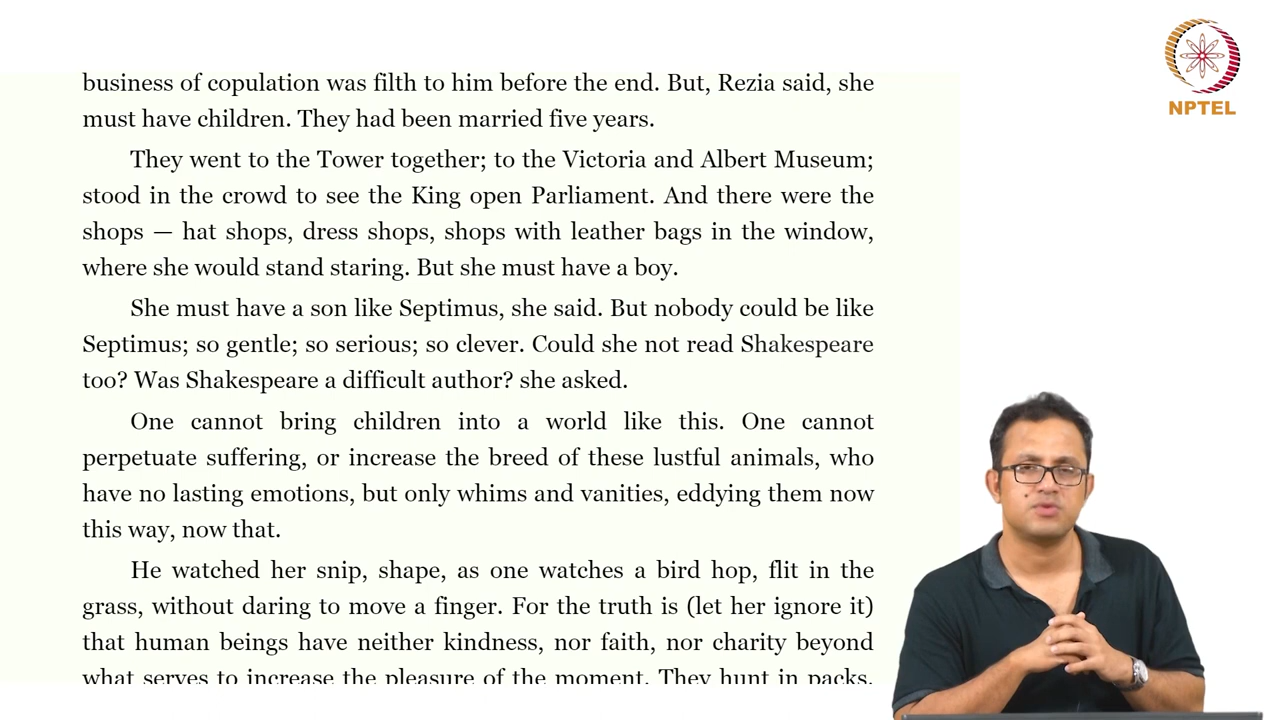 business of copulation was filth to him before the end. But, Rezia said, she
must have children. They had been married five years.
They went to the Tower together; to the Victoria and Albert Museum;
stood in the crowd to see the King open Parliament. And there were the
shops — hat shops, dress shops, shops with leather bags in the window,
where she would stand staring. But she must have a boy.
She must have a son like Septimus, she said. But nobody could be like
Septimus; so gentle; so serious; so clever. Could she not read Shakespeare
too? Was Shakespeare a difficult author? she asked.
One cannot bring children into a world like this. One cannot
perpetuate suffering, or increase the breed of these lustful animals, who
have no lasting emotions, but only whims and vanities, eddying them now
this way, now that.
He watched her snip, shape, as one watches a bird hop, flit in the
grass, without daring to move a finger. For the truth is (let her ignore it)
that human beings have neither kindness, nor faith, nor charity beyond
what serves to increase the pleasure of the moment. They hunt in packs.
NPTEL